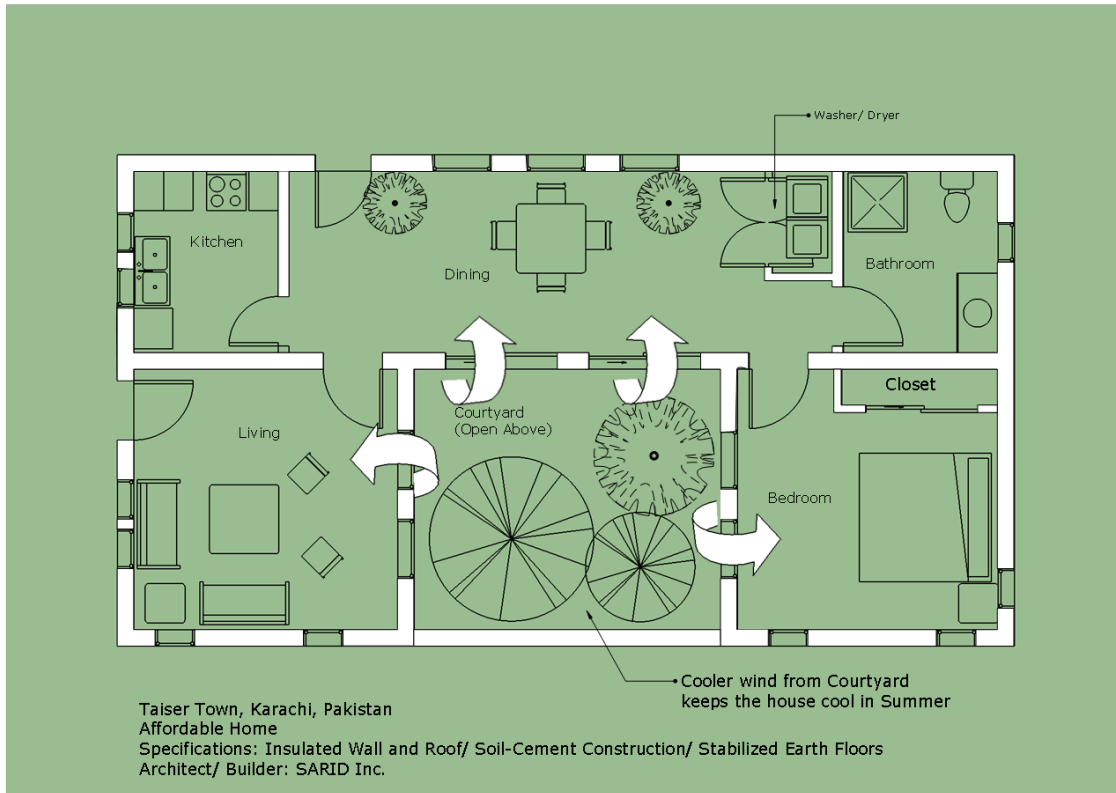 Washer/ Dryer
Kitchen
Dining
Bathroom
Closet
Courtyard
(Open Above)
Living
Bedroom
Cooler wind from Courtyard
keeps the house cool in Summer
Taiser Town, Karachi, Pakistan
Affordable Home
Specifications: Insulated Wall and Roof/ Soil-Cement Construction/ Stabilized Earth Floors
Architect/ Builder: SARID Inc.